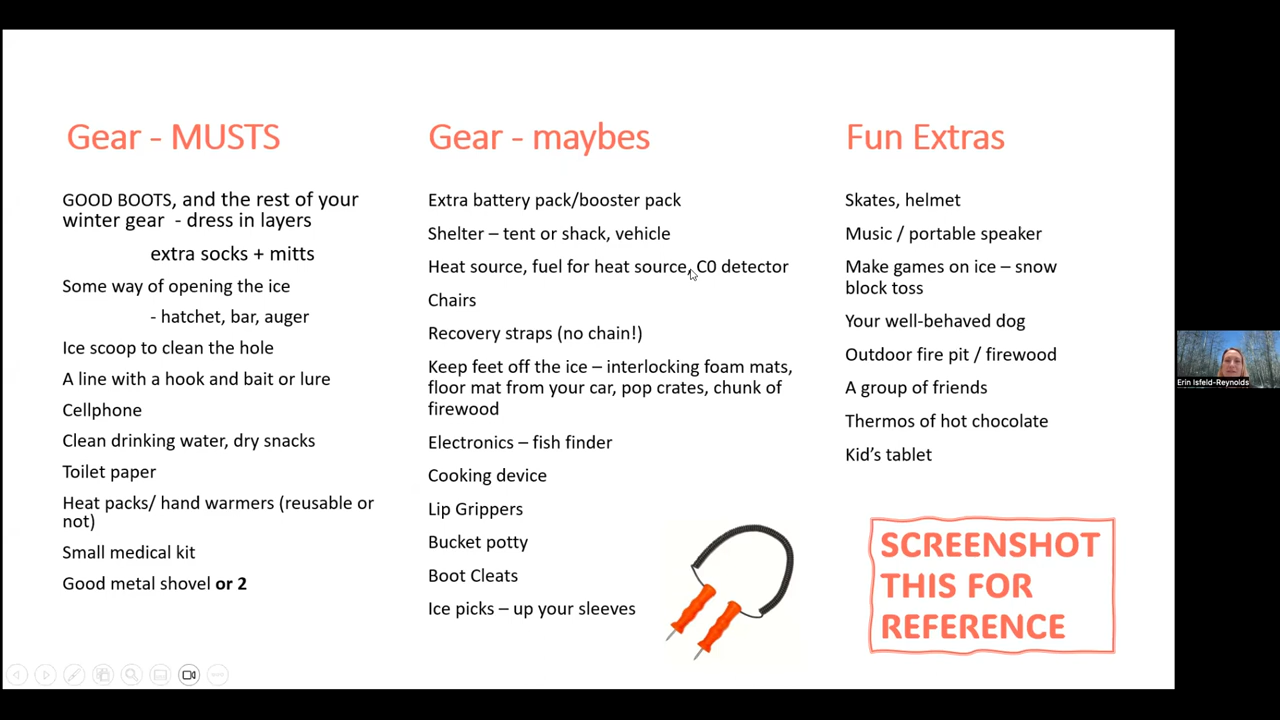 Gear - MUSTS
GOOD BOOTS, and the rest of your
winter gear - dress in layers
extra socks + mitts
Some way of opening the ice
- hatchet, bar, auger
Ice scoop to clean the hole
A line with a hook and bait or lure
Cellphone
Clean drinking water, dry snacks
Toilet paper
Heat packs/ hand warmers (reusable or
not)
Small medical kit
Good metal shovel or 2
Gear - maybes
Extra battery pack/booster pack
Shelter – tent or shack, vehicle
Heat source, fuel for heat source, C0 detector
Chairs
Recovery straps (no chain!)
Keep feet off the ice – interlocking foam mats,
floor mat from your car, pop crates, chunk of
firewood
Electronics – fish finder
Cooking device
Lip Grippers
Bucket potty
Boot Cleats
Ice picks – up your sleeves
Fun Extras
Skates, helmet
Music / portable speaker
Make games on ice – snow
block toss
Your well-behaved dog
Outdoor fire pit / firewood
A group of friends
Thermos of hot chocolate
Kid’s tablet
SCREENSHOT
THIS FOR
REFERENCE
Erin Isfeld-Reynolds